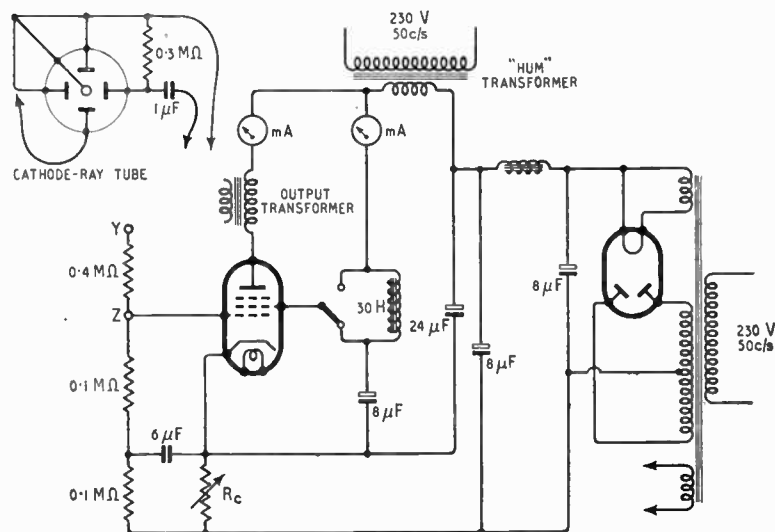 230 V
50c/s
"HUM"
TRANSFORMER
0·3 MΩ
1 μF
CATHODE-RAY TUBE
mA
mA
OUTPUT
TRANSFORMER
Y
0·4 MΩ
Z
30 H
24 μF
8 μF
8 μF
230 V
50c/s
0·1 MΩ
8 μF
6 μF
0·1 MΩ
Rc